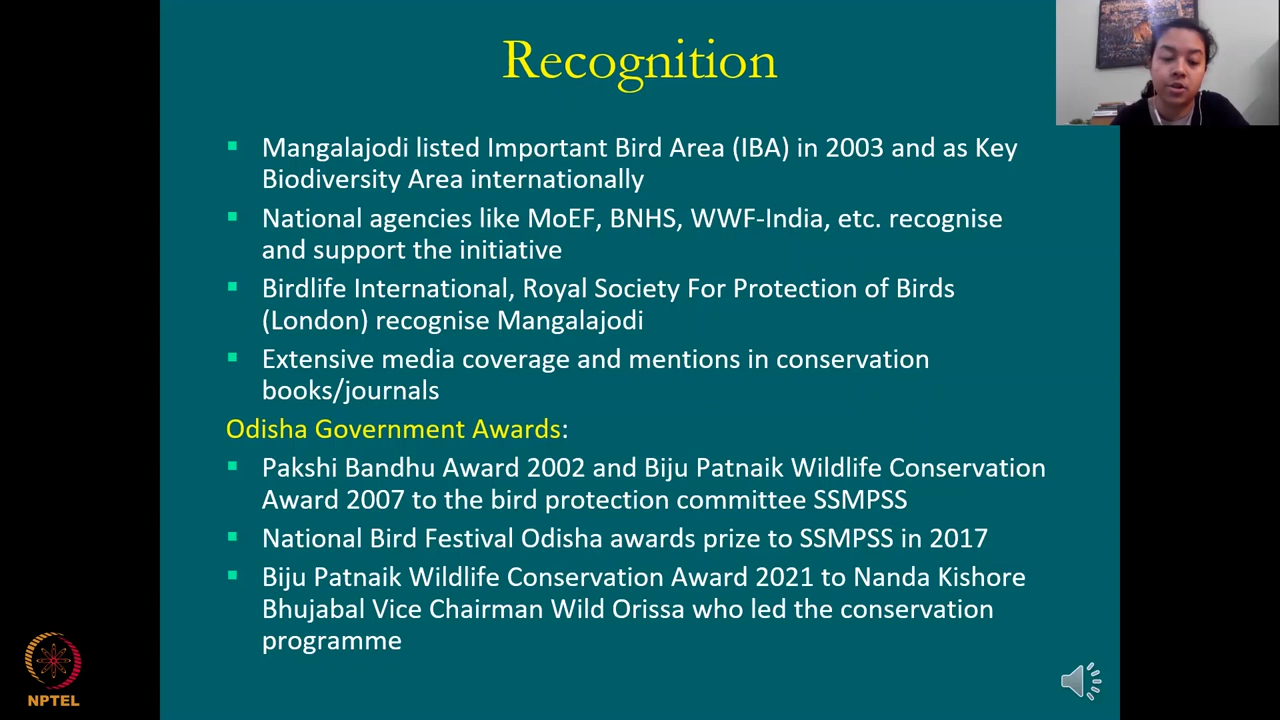 Recognition
Mangalajodi listed Important Bird Area (IBA) in 2003 and as Key
Biodiversity Area internationally
National agencies like MoEF, BNHS, WWF-India, etc. recognise
and support the initiative
Birdlife International, Royal Society For Protection of Birds
(London) recognise Mangalajodi
Extensive media coverage and mentions in conservation
books/journals
Odisha Government Awards:
Pakshi Bandhu Award 2002 and Biju Patnaik Wildlife Conservation
Award 2007 to the bird protection committee SSMPSS
National Bird Festival Odisha awards prize to SSMPSS in 2017
Biju Patnaik Wildlife Conservation Award 2021 to Nanda Kishore
Bhujabal Vice Chairman Wild Orissa who led the conservation
programme
NPTEL